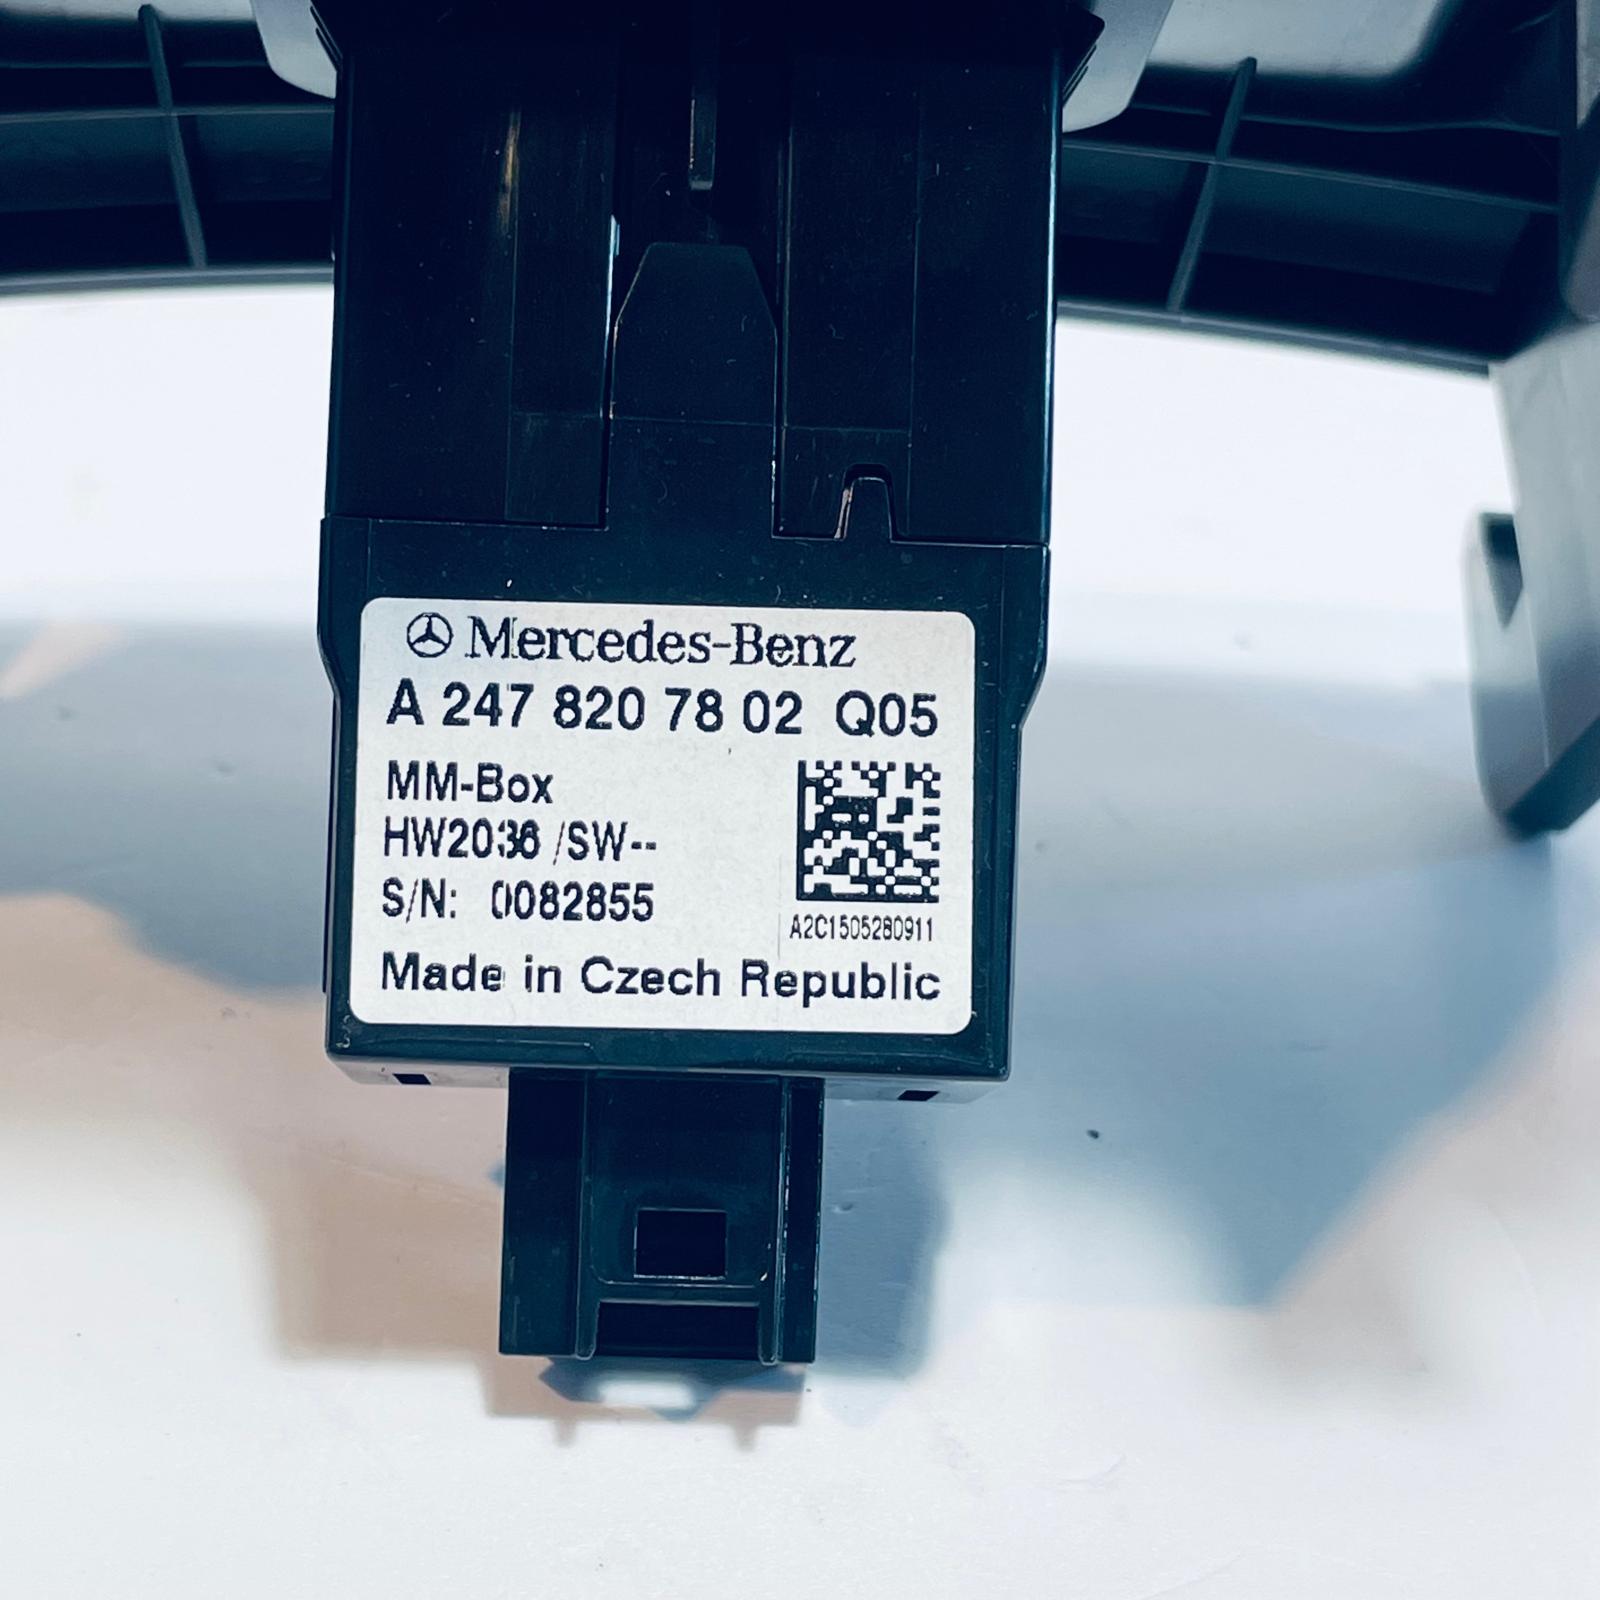 Mercedes-Benz
A 247 820 78 02 Q05
MM-Box
HW2036 /SW--
S/N: 0082855
A2C1505280911
Made in Czech Republic